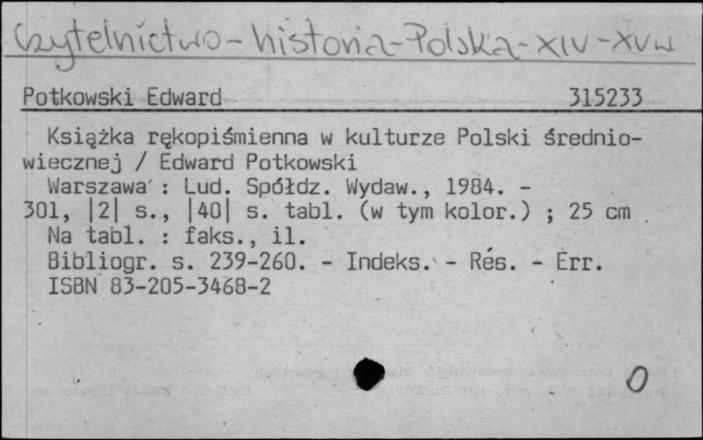 Czytelnictwo - historia - Polska - XIV - XV w
Potkowski Edward 315233
Książka rękopiśmienna w kulturze Polski średnio-
wiecznej / Edward Potkowski
Warszawa : Lud. Spółdz. Wydaw., 1984. -
301, |2| s., |40| s. tabl. (w tym kolor.) ; 25 cm
Na tabl. : faks., il.
Bibliogr. s. 239-260. - Indeks. - Rés. - Err.
ISBN 83-205-3468-2
0